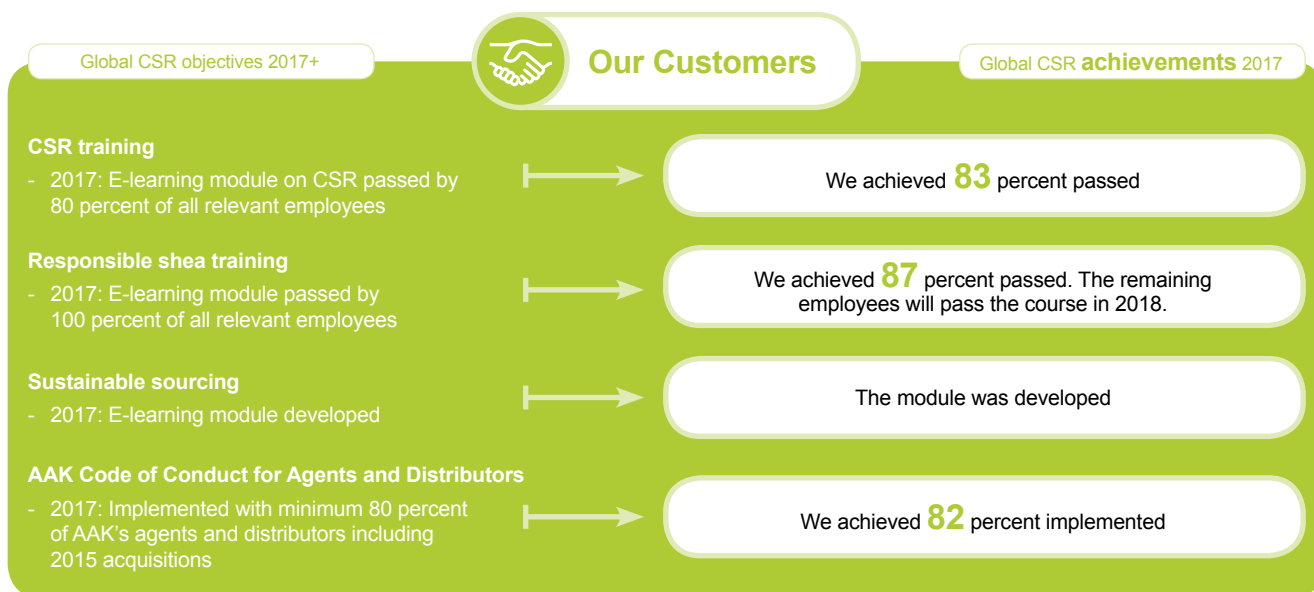 Global CSR objectives 2017+
Our Customers
Global CSR achievements 2017
CSR training
- 2017: E-learning module on CSR passed by
80 percent of all relevant employees
We achieved 83 percent passed
Responsible shea training
- 2017: E-learning module passed by
100 percent of all relevant employees
We achieved 87 percent passed. The remaining
employees will pass the course in 2018.
Sustainable sourcing
- 2017: E-learning module developed
The module was developed
AAK Code of Conduct for Agents and Distributors
- 2017: Implemented with minimum 80 percent
of AAK's agents and distributors including
2015 acquisitions
We achieved 82 percent implemented